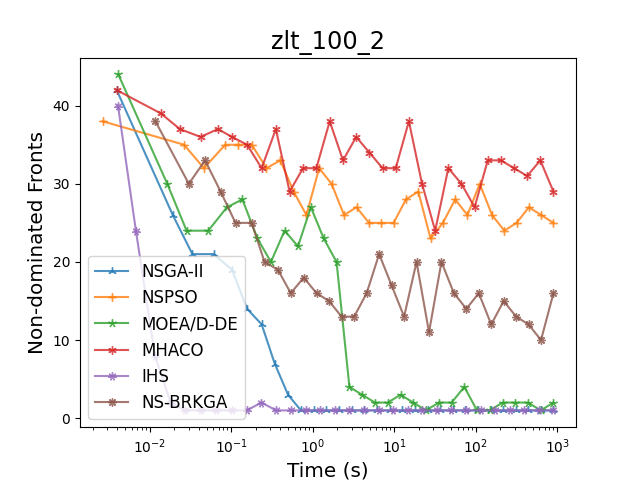 zlt_100_2
Non-dominated Fronts
40
30
20
10
0
NSGA-II
NSPSO
MOEA/D-DE
MHACO
IHS
NS-BRKGA
10⁻²
10⁻¹
10⁰
10¹
10²
10³
Time (s)